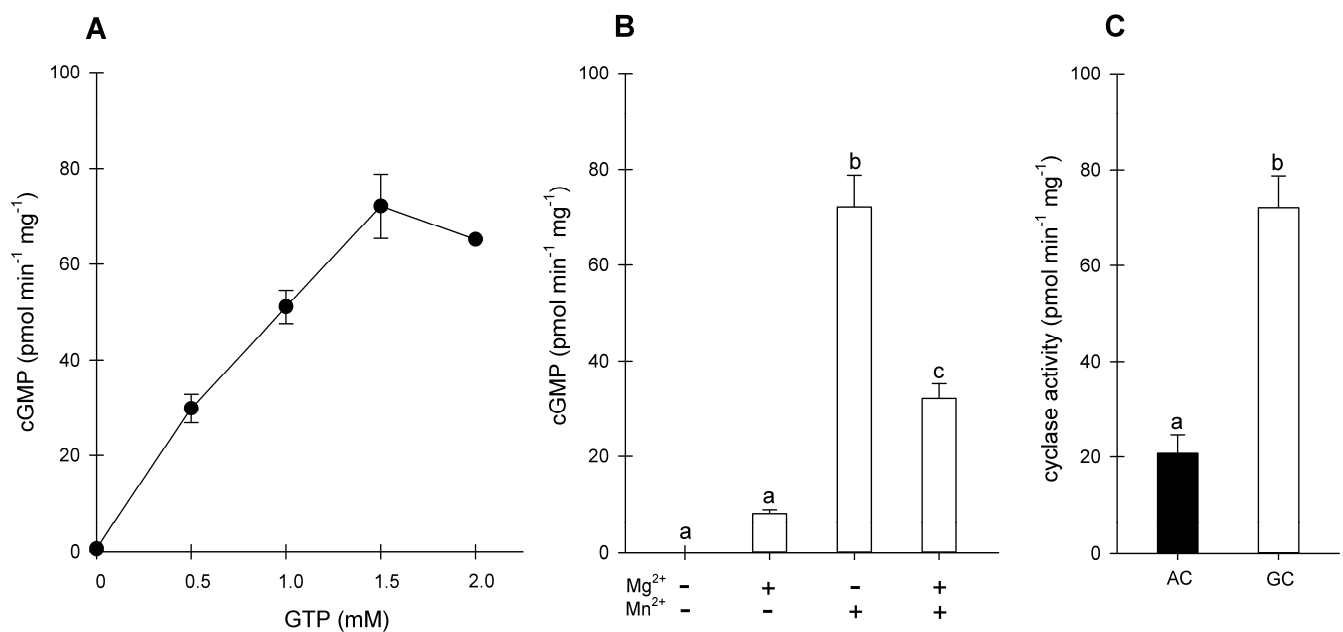 A
100
80
60
40
20
0
cGMP (pmol min⁻¹ mg⁻¹)
0 0.5 1.0 1.5 2.0
GTP (mM)
B
100
80
60
40
20
0
cGMP (pmol min⁻¹ mg⁻¹)
a a b c
Mg²⁺ - + - +
Mn²⁺ - - + +
C
100
80
60
40
20
0
cyclase activity (pmol min⁻¹ mg⁻¹)
a b
AC GC